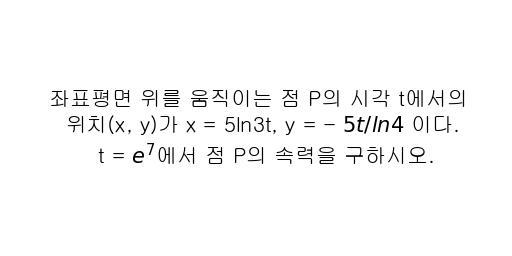 좌표평면 위를 움직이는 점 P의 시각 t에서의
위치(x, y)가 x = 5ln3t, y = − 5t/ln4 이다.
t = e⁷에서 점 P의 속력을 구하시오.